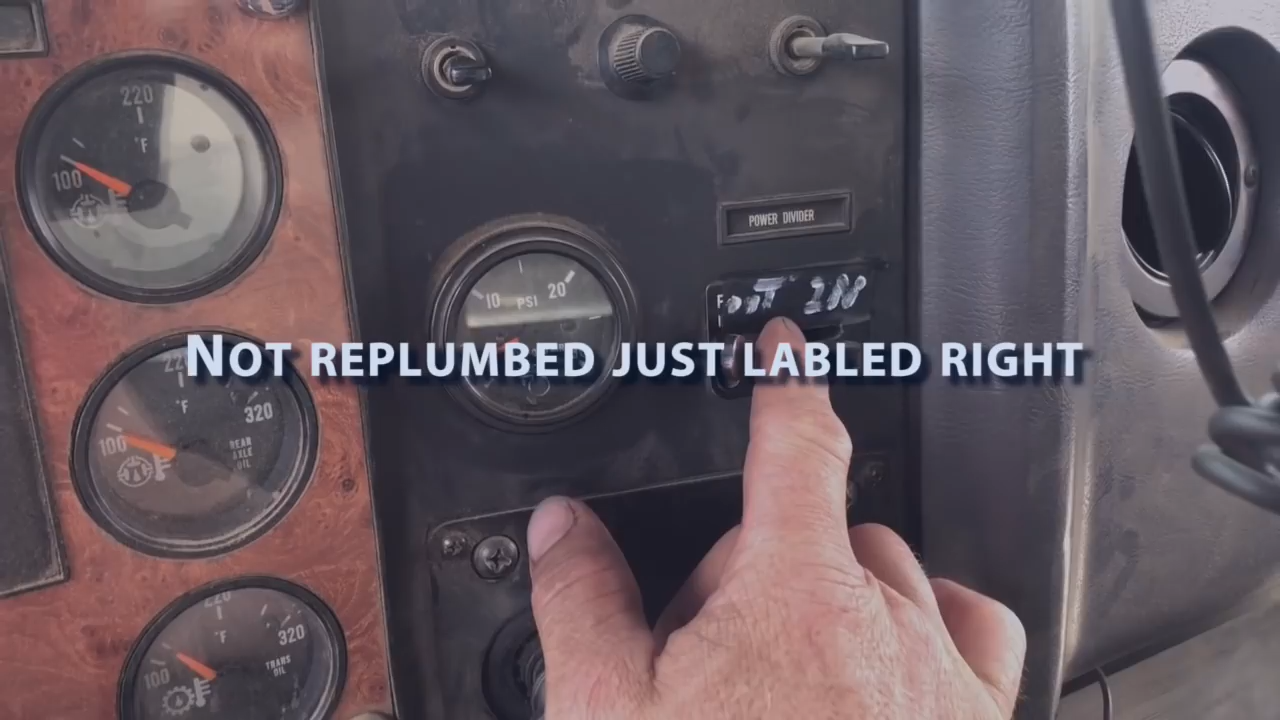 220
°F
100
POWER DIVIDER
10 PSI 20
NOT REPLUMBED JUST LABLED RIGHT
°F
100
320
REAR
AXLE
OIL
220
°F
100
320
TRANS
OIL